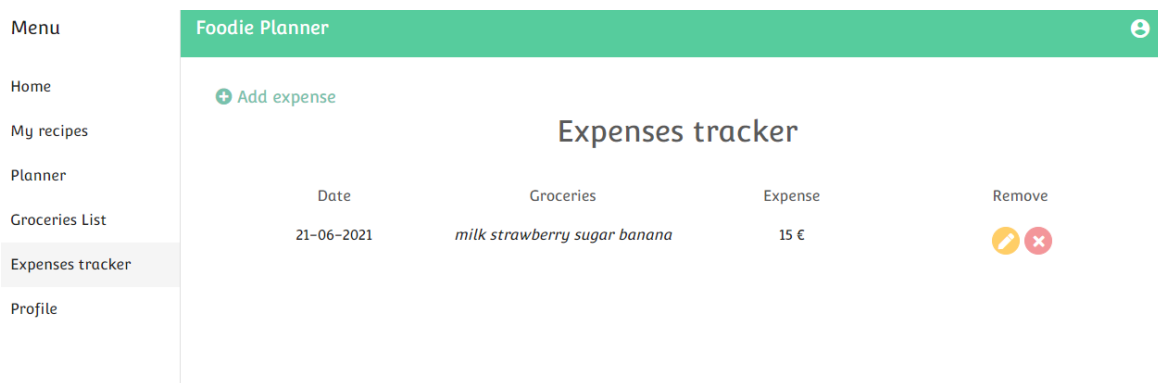 Menu
Foodie Planner
Home
My recipes
Planner
Groceries List
Expenses tracker
Profile
Add expense
Expenses tracker
Date Groceries Expense Remove
21-06-2021 milk strawberry sugar banana 15 €